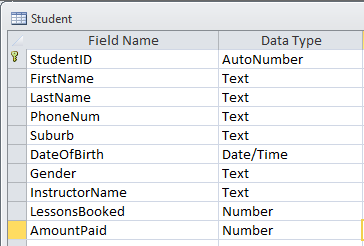 Student
Field Name Data Type
StudentID AutoNumber
FirstName Text
LastName Text
PhoneNum Text
Suburb Text
DateOfBirth Date/Time
Gender Text
InstructorName Text
LessonsBooked Number
AmountPaid Number